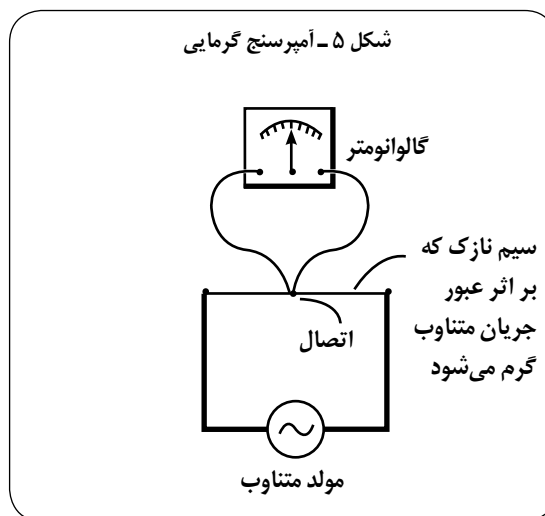 شکل ۵ ـ آمپرسنج گرمایی
گالوانومتر
سیم نازک که
بر اثر عبور
جریان متناوب
گرم می‌شود
اتصال
مولد متناوب